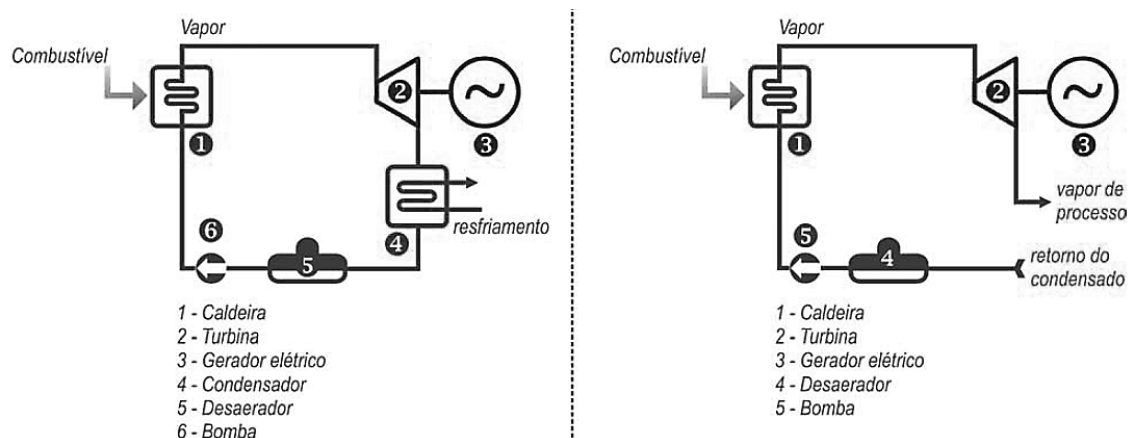 Vapor
Combustível
2
1
3
resfriamento
6
4
5
1 - Caldeira
2 - Turbina
3 - Gerador elétrico
4 - Condensador
5 - Desaerador
6 - Bomba
Vapor
Combustível
2
1
3
vapor de
processo
5
4
retorno do
condensado
1 - Caldeira
2 - Turbina
3 - Gerador elétrico
4 - Desaerador
5 - Bomba